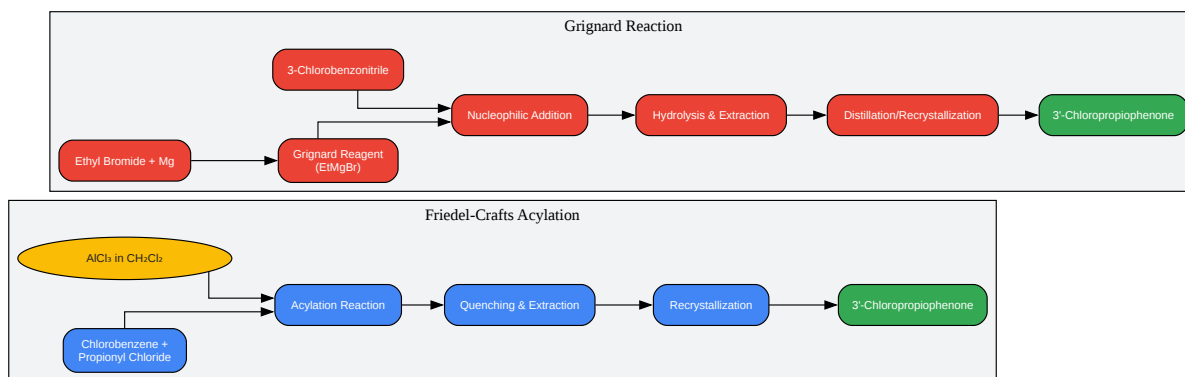 Grignard Reaction
3-Chlorobenzonitrile
Ethyl Bromide + Mg
Grignard Reagent
(EtMgBr)
Nucleophilic Addition
Hydrolysis & Extraction
Distillation/Recrystallization
3'-Chloropropiophenone
Friedel-Crafts Acylation
AlCl₃ in CH₂Cl₂
Chlorobenzene +
Propionyl Chloride
Acylation Reaction
Quenching & Extraction
Recrystallization
3'-Chloropropiophenone